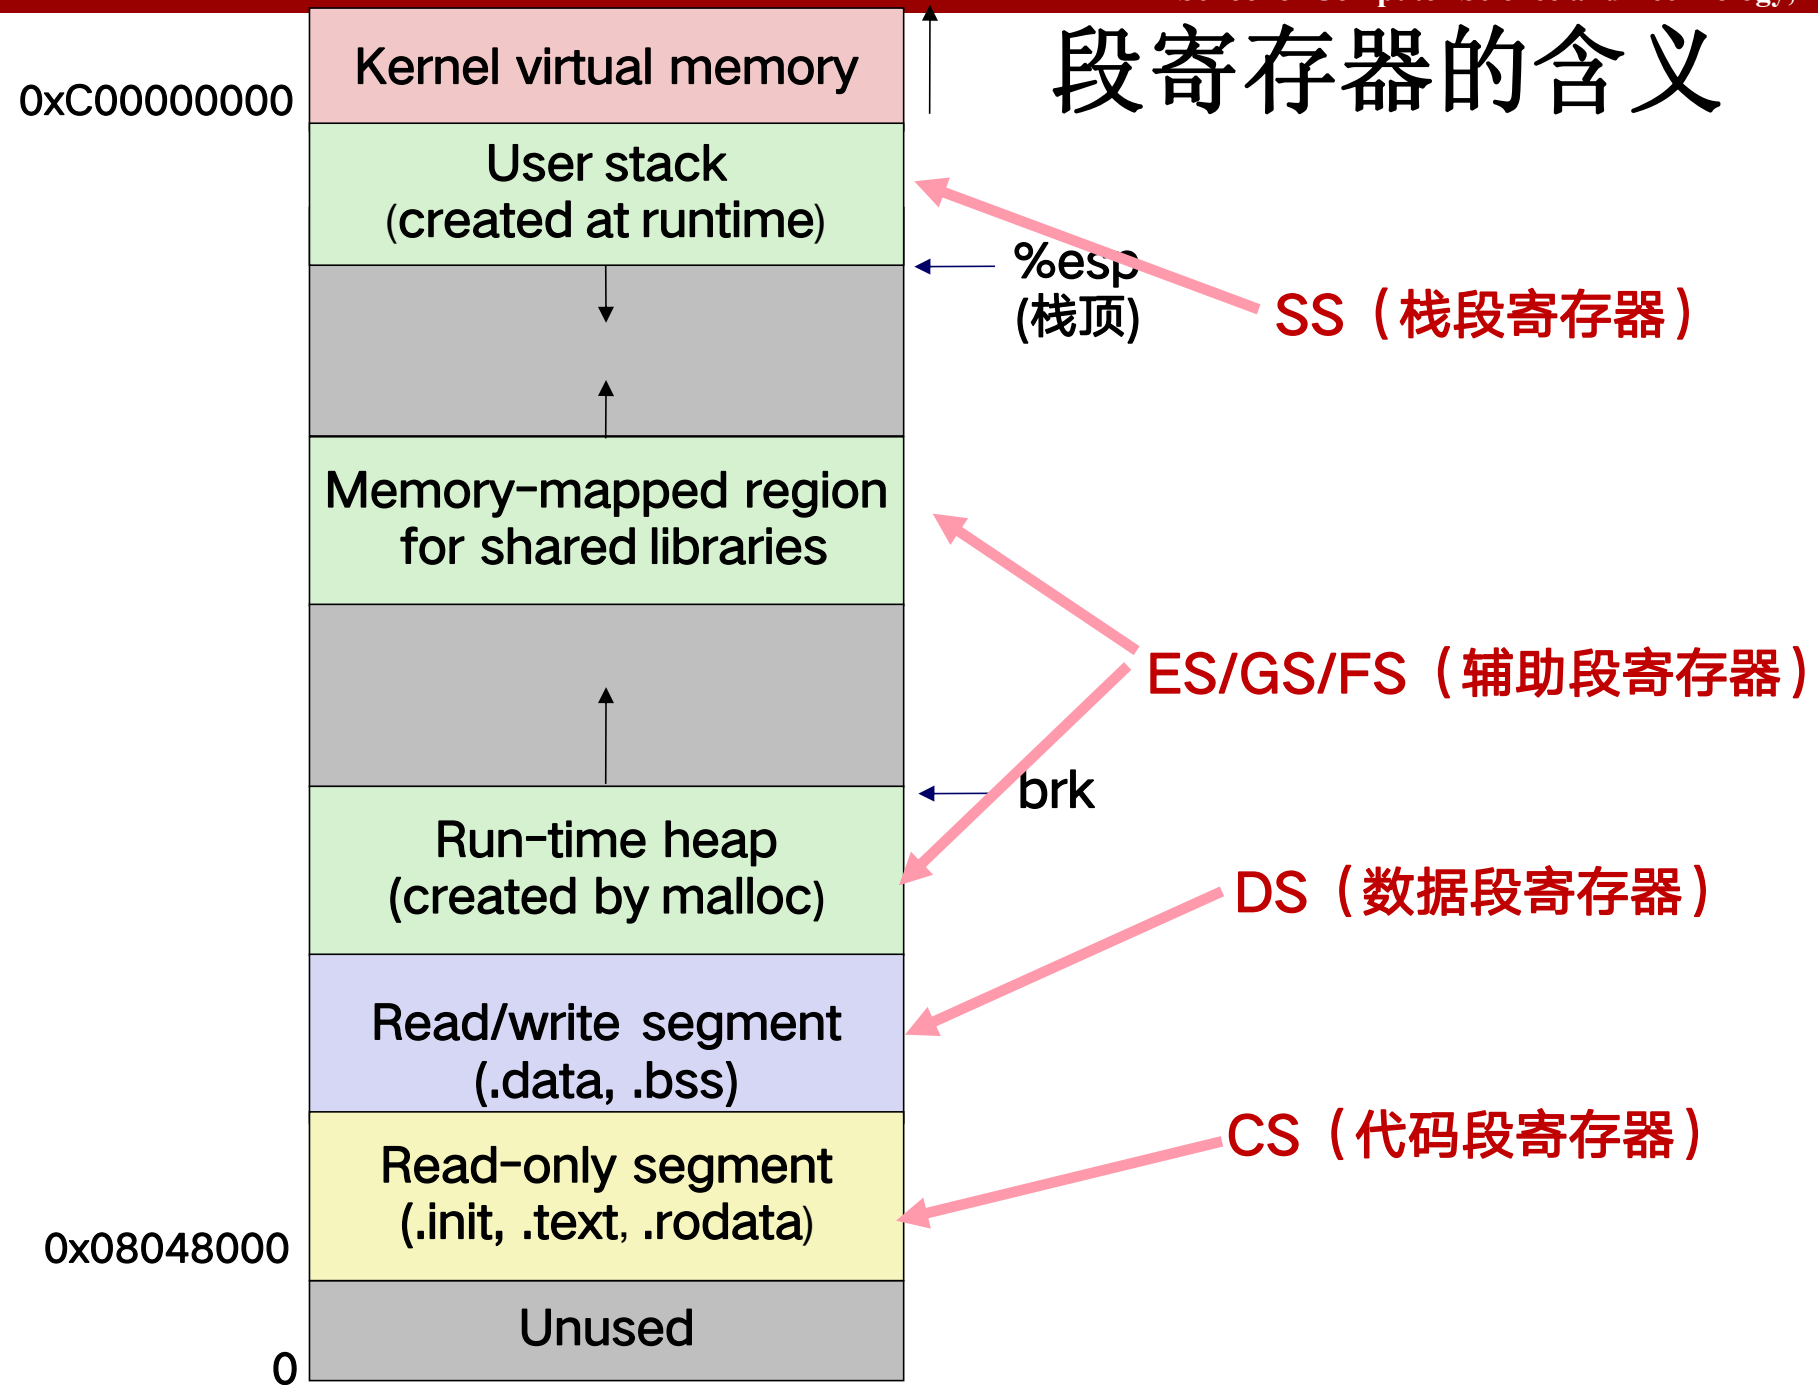 段寄存器的含义
Kernel virtual memory
0xC00000000
User stack
(created at runtime)
%esp
(栈顶)
SS（栈段寄存器）
Memory-mapped region
for shared libraries
ES/GS/FS（辅助段寄存器）
brk
Run-time heap
(created by malloc)
DS（数据段寄存器）
Read/write segment
(.data, .bss)
CS（代码段寄存器）
Read-only segment
(.init, .text, .rodata)
0x08048000
Unused
0